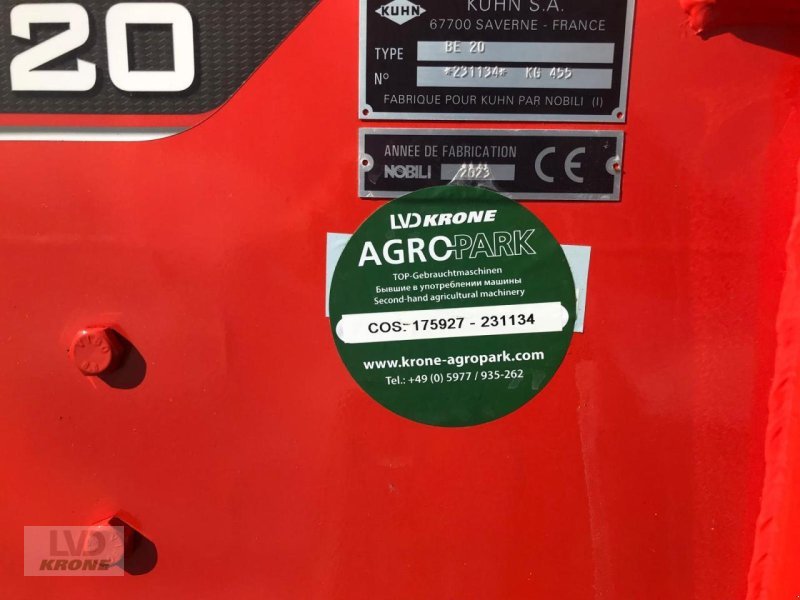 20
KUHN
KUHN S.A.
67700 SAVERNE - FRANCE
TYPE BE 20
Nº *231134* KG 455
FABRIQUE POUR KUHN PAR NOBILI (I)
ANNEE DE FABRICATION
NOBILI 2023 CE
LVD KRONE
AGROPARK
TOP-Gebrauchtmaschinen
Бывшие в употреблении машины
Second-hand agricultural machinery
COS: 175927 - 231134
www.krone-agropark.com
Tel.: +49 (0) 5977 / 935-262
LVD
KRONE